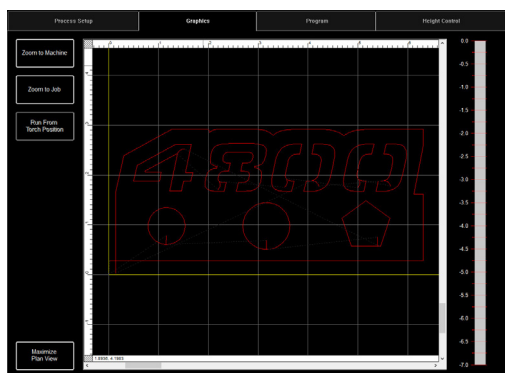 Process Setup
Graphics
Program
Height Control
Zoom to Machine
Zoom to Job
Run From
Torch Position
Maximize
Plan View
4800
0.0
-0.5
-1.0
-1.5
-2.0
-2.5
-3.0
-3.5
-4.0
-4.5
-5.0
-5.5
-6.0
-6.5
-7.0